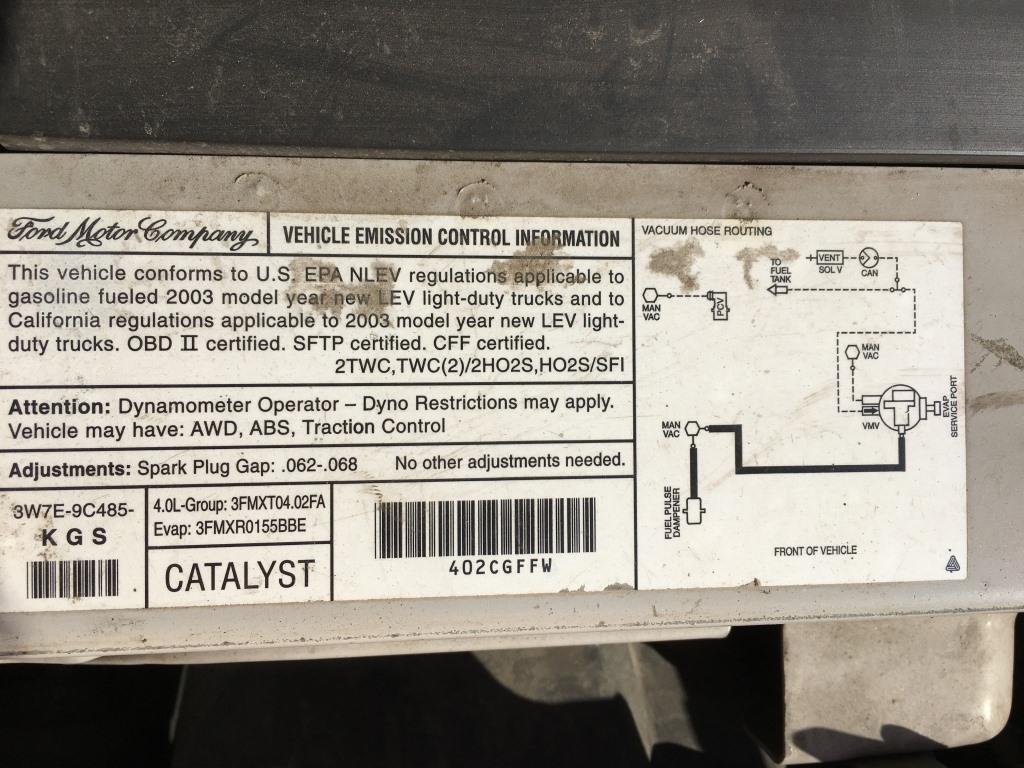 Ford Motor Company
VEHICLE EMISSION CONTROL INFORMATION
This vehicle conforms to U.S. EPA NLEV regulations applicable to
gasoline fueled 2003 model year new LEV light-duty trucks and to
California regulations applicable to 2003 model year new LEV light-
duty trucks. OBD II certified. SFTP certified. CFF certified.
2TWC,TWC(2)/2HO2S,HO2S/SFI
Attention: Dynamometer Operator – Dyno Restrictions may apply.
Vehicle may have: AWD, ABS, Traction Control
Adjustments: Spark Plug Gap: .062-.068 No other adjustments needed.
3W7E-9C485-
K G S
4.0L-Group: 3FMXT04.02FA
Evap: 3FMXR0155BBE
CATALYST
402CGFFW
VACUUM HOSE ROUTING
TO
FUEL
TANK
VENT
SOL V
CAN
MAN
VAC
PCV
MAN
VAC
VMV
EVAP
SERVICE PORT
MAN
VAC
FUEL PULSE
DAMPENER
FRONT OF VEHICLE